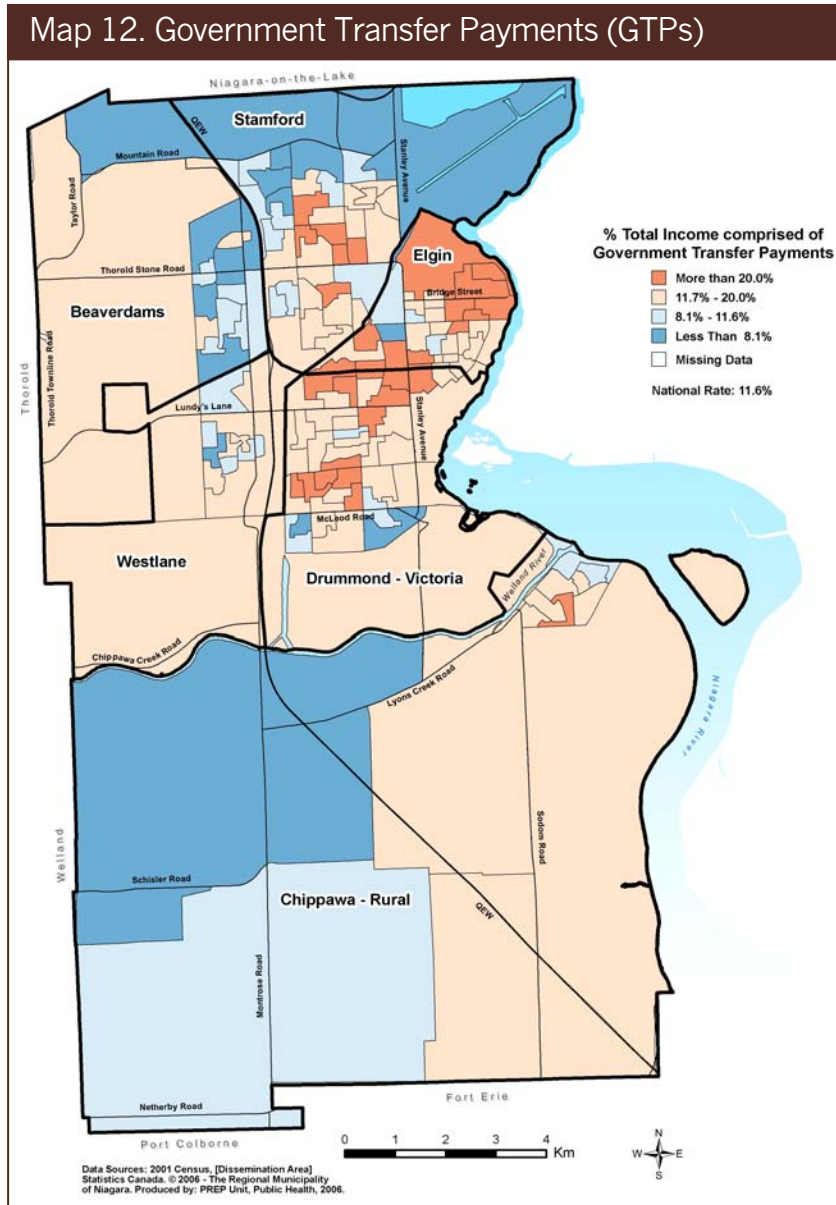 Map 12. Government Transfer Payments (GTPs)
Niagara-on-the-Lake
Stamford
QEW
Mountain Road
Stanley Avenue
Taylor Road
% Total Income comprised of
Government Transfer Payments
More than 20.0%
11.7% - 20.0%
8.1% - 11.6%
Less Than 8.1%
Missing Data
National Rate: 11.6%
Elgin
Thorold Stone Road
Bridge Street
Beaverdams
Thorold
Thorold Townline Road
Lundy's Lane
Stanley Avenue
McLeod Road
Westlane
Drummond - Victoria
Welland River
Chippawa Creek Road
Lyons Creek Road
Niagara River
Welland
Sodom Road
Schisler Road
Chippawa - Rural
QEW
Montrose Road
Netherby Road
Fort Erie
Port Colborne
0 1 2 3 4
Km
N
W E
S
Data Sources: 2001 Census, [Dissemination Area]
Statistics Canada. © 2006 - The Regional Municipality
of Niagara. Produced by: PREP Unit, Public Health, 2006.